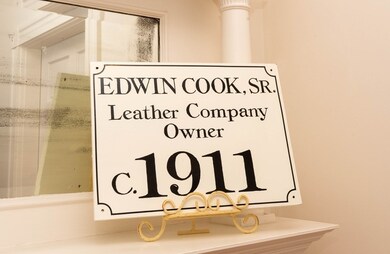 EDWIN COOK, SR.
Leather Company
Owner
C. 1911